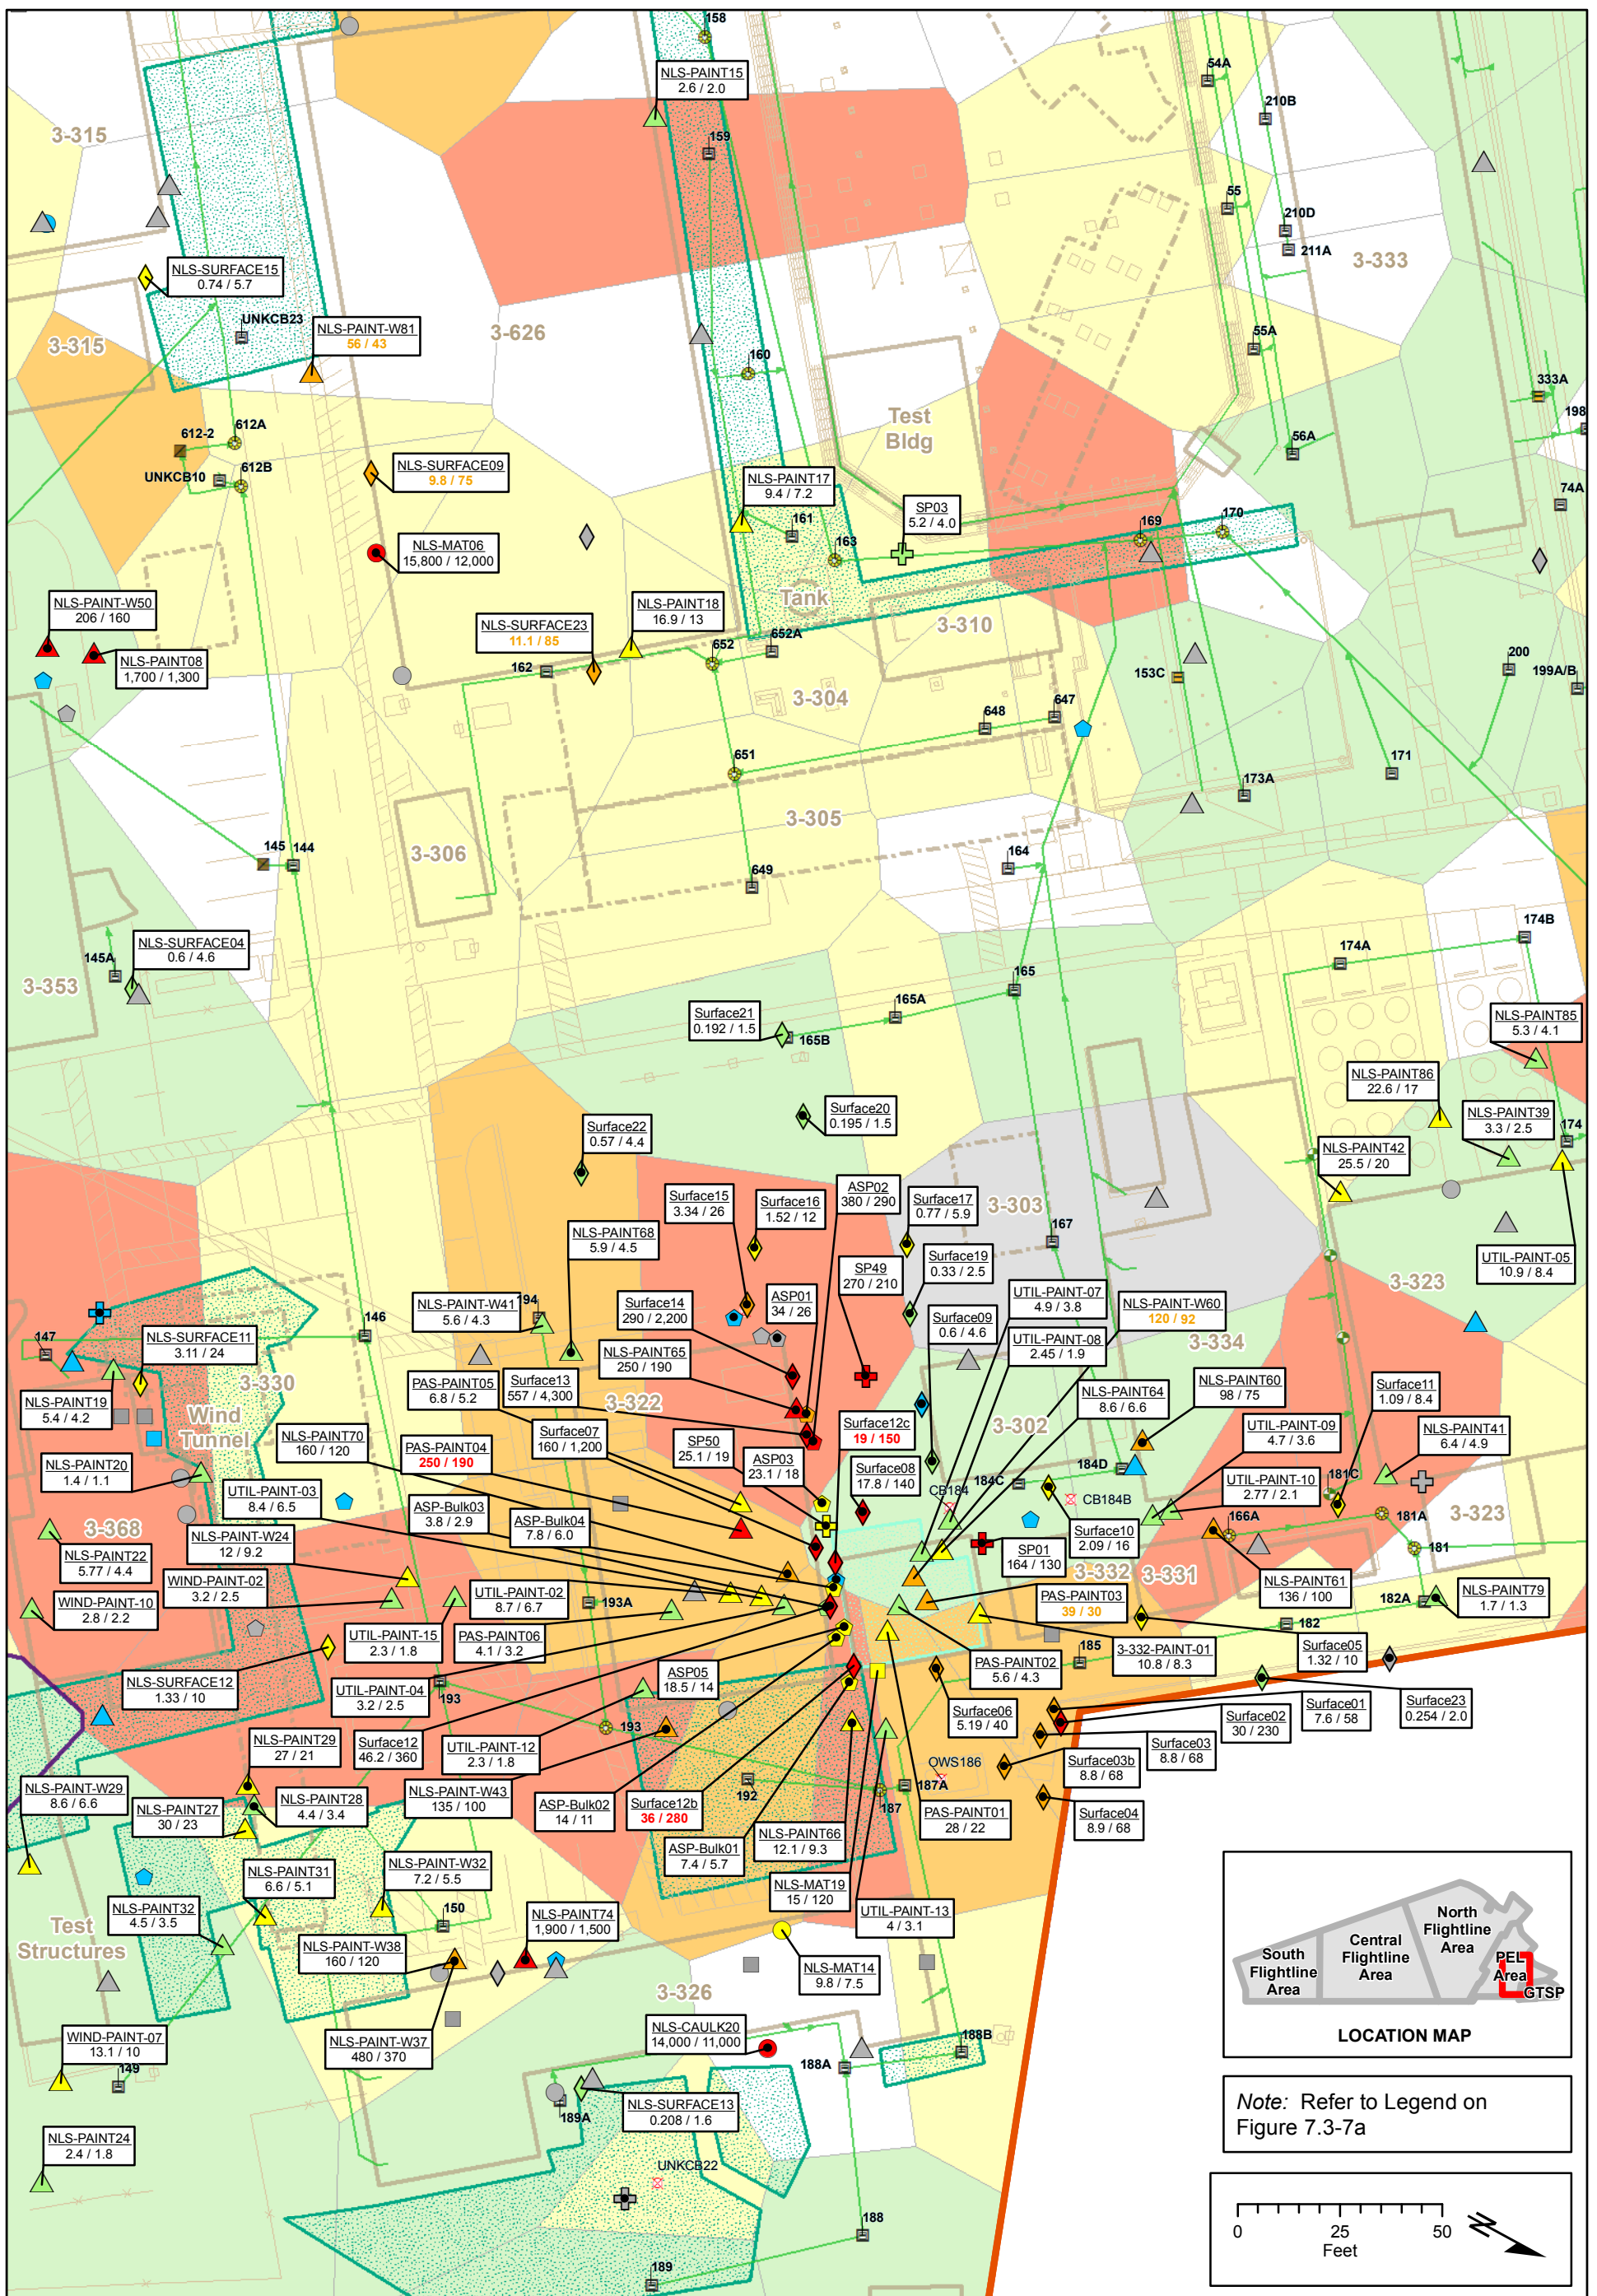 158
NLS-PAINT15
2.6 / 2.0
54A
210B
3-315
159
55
210D
211A
3-333
NLS-SURFACE15
0.74 / 5.7
UNKCB23
NLS-PAINT-W81
56 / 43
3-626
3-315
55A
160
333A
198
Test
Bldg
612-2
612A
56A
UNKCB10
612B
NLS-SURFACE09
9.8 / 75
NLS-PAINT17
9.4 / 7.2
161
SP03
5.2 / 4.0
74A
169
170
163
NLS-MAT06
15,800 / 12,000
NLS-PAINT-W50
206 / 160
NLS-PAINT18
16.9 / 13
Tank
NLS-SURFACE23
11.1 / 85
3-310
NLS-PAINT08
1,700 / 1,300
652
652A
162
200
199A/B
153C
3-304
648
647
651
171
173A
3-305
145
144
3-306
649
164
174B
NLS-SURFACE04
0.6 / 4.6
145A
174A
3-353
165
165A
Surface21
0.192 / 1.5
165B
NLS-PAINT85
5.3 / 4.1
NLS-PAINT86
22.6 / 17
Surface20
0.195 / 1.5
NLS-PAINT39
3.3 / 2.5
174
Surface22
0.57 / 4.4
NLS-PAINT42
25.5 / 20
Surface15
3.34 / 26
Surface16
1.52 / 12
ASP02
380 / 290
Surface17
0.77 / 5.9
3-303
167
NLS-PAINT68
5.9 / 4.5
Surface19
0.33 / 2.5
SP49
270 / 210
UTIL-PAINT-05
10.9 / 8.4
3-323
NLS-PAINT-W41
5.6 / 4.3
194
Surface14
290 / 2,200
ASP01
34 / 26
UTIL-PAINT-07
4.9 / 3.8
NLS-PAINT-W60
120 / 92
146
147
NLS-SURFACE11
3.11 / 24
Surface09
0.6 / 4.6
UTIL-PAINT-08
2.45 / 1.9
3-334
NLS-PAINT65
250 / 190
3-330
PAS-PAINT05
6.8 / 5.2
Surface13
557 / 4,300
NLS-PAINT19
5.4 / 4.2
3-322
NLS-PAINT64
8.6 / 6.6
NLS-PAINT60
98 / 75
Surface11
1.09 / 8.4
Wind
Tunnel
NLS-PAINT70
160 / 120
PAS-PAINT04
250 / 190
Surface07
160 / 1,200
SP50
25.1 / 19
Surface12c
19 / 150
3-302
UTIL-PAINT-09
4.7 / 3.6
NLS-PAINT41
6.4 / 4.9
NLS-PAINT20
1.4 / 1.1
ASP03
23.1 / 18
Surface08
17.8 / 140
184C
184D
UTIL-PAINT-10
2.77 / 2.1
181C
UTIL-PAINT-03
8.4 / 6.5
ASP-Bulk03
3.8 / 2.9
ASP-Bulk04
7.8 / 6.0
CB184
CB184B
Surface10
2.09 / 16
166A
181A
3-323
3-368
NLS-PAINT22
5.77 / 4.4
NLS-PAINT-W24
12 / 9.2
SP01
164 / 130
181
WIND-PAINT-02
3.2 / 2.5
3-332
3-331
NLS-PAINT61
136 / 100
NLS-PAINT79
1.7 / 1.3
WIND-PAINT-10
2.8 / 2.2
UTIL-PAINT-02
8.7 / 6.7
193A
PAS-PAINT03
39 / 30
182A
182
UTIL-PAINT-15
2.3 / 1.8
PAS-PAINT06
4.1 / 3.2
185
NLS-SURFACE12
1.33 / 10
UTIL-PAINT-04
3.2 / 2.5
193
ASP05
18.5 / 14
PAS-PAINT02
5.6 / 4.3
3-332-PAINT-01
10.8 / 8.3
Surface05
1.32 / 10
Surface06
5.19 / 40
Surface02
30 / 230
Surface01
7.6 / 58
Surface23
0.254 / 2.0
NLS-PAINT29
27 / 21
Surface12
46.2 / 360
UTIL-PAINT-12
2.3 / 1.8
193
Surface03
8.8 / 68
Surface03b
8.8 / 68
OWS186
NLS-PAINT-W29
8.6 / 6.6
NLS-PAINT27
30 / 23
NLS-PAINT28
4.4 / 3.4
NLS-PAINT-W43
135 / 100
ASP-Bulk02
14 / 11
Surface12b
36 / 280
192
187
187A
PAS-PAINT01
28 / 22
Surface04
8.9 / 68
ASP-Bulk01
7.4 / 5.7
NLS-PAINT66
12.1 / 9.3
NLS-PAINT31
6.6 / 5.1
NLS-PAINT-W32
7.2 / 5.5
NLS-MAT19
15 / 120
UTIL-PAINT-13
4 / 3.1
NLS-PAINT32
4.5 / 3.5
150
NLS-PAINT74
1,900 / 1,500
Test
Structures
NLS-PAINT-W38
160 / 120
NLS-MAT14
9.8 / 7.5
3-326
North
Flightline
Area
Central
Flightline
Area
South
Flightline
Area
PEL
Area
GTSP
LOCATION MAP
WIND-PAINT-07
13.1 / 10
149
NLS-PAINT-W37
480 / 370
NLS-CAULK20
14,000 / 11,000
188A
188B
189A
NLS-SURFACE13
0.208 / 1.6
Note: Refer to Legend on
Figure 7.3-7a
NLS-PAINT24
2.4 / 1.8
UNKCB22
188
189
0 25 50
Feet
N